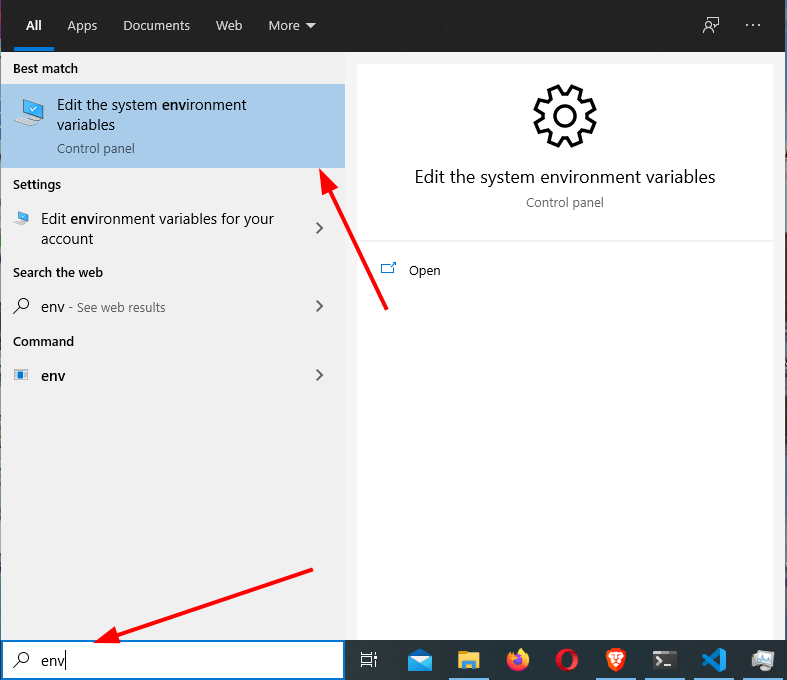 All Apps Documents Web More
Best match
Edit the system environment
variables
Control panel
Settings
Edit environment variables for your
account
Search the web
env - See web results
Command
env
Edit the system environment variables
Control panel
Open
env